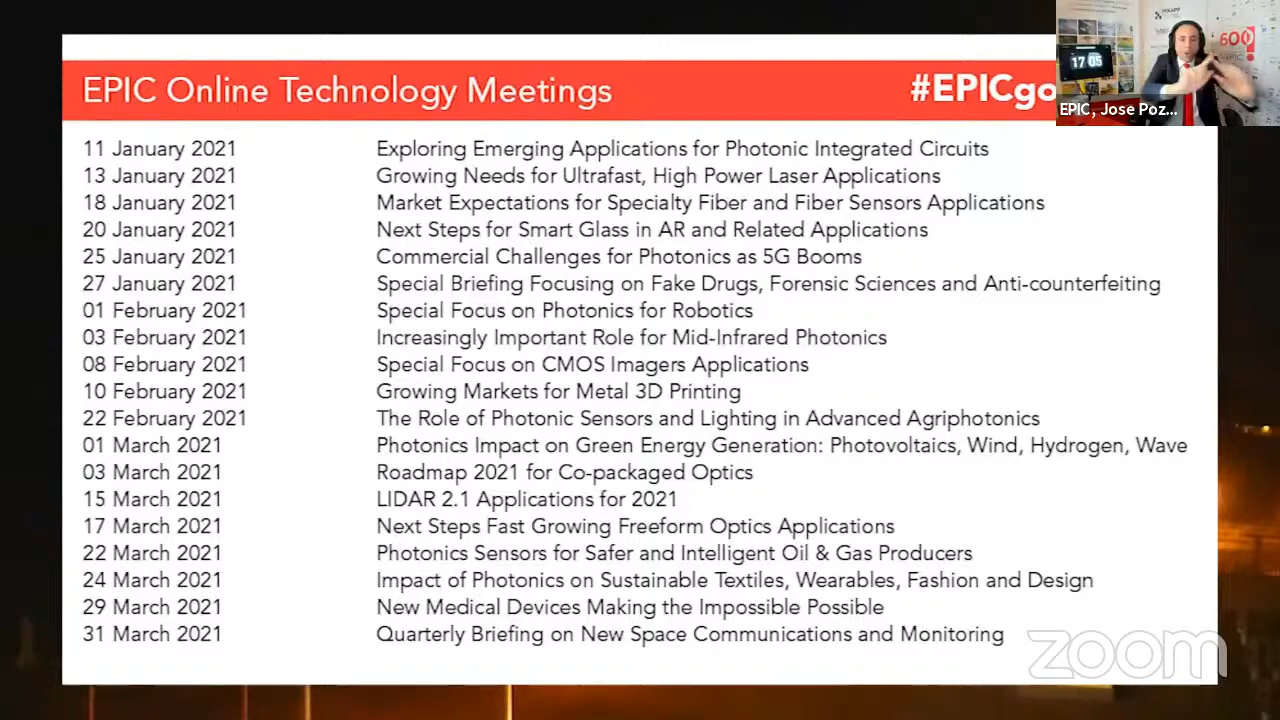 EPIC Online Technology Meetings
#EPICgo
17 05
600
EPIC, Jose Poz...
11 January 2021 Exploring Emerging Applications for Photonic Integrated Circuits
13 January 2021 Growing Needs for Ultrafast, High Power Laser Applications
18 January 2021 Market Expectations for Specialty Fiber and Fiber Sensors Applications
20 January 2021 Next Steps for Smart Glass in AR and Related Applications
25 January 2021 Commercial Challenges for Photonics as 5G Booms
27 January 2021 Special Briefing Focusing on Fake Drugs, Forensic Sciences and Anti-counterfeiting
01 February 2021 Special Focus on Photonics for Robotics
03 February 2021 Increasingly Important Role for Mid-Infrared Photonics
08 February 2021 Special Focus on CMOS Imagers Applications
10 February 2021 Growing Markets for Metal 3D Printing
22 February 2021 The Role of Photonic Sensors and Lighting in Advanced Agriphotonics
01 March 2021 Photonics Impact on Green Energy Generation: Photovoltaics, Wind, Hydrogen, Wave
03 March 2021 Roadmap 2021 for Co-packaged Optics
15 March 2021 LIDAR 2.1 Applications for 2021
17 March 2021 Next Steps Fast Growing Freeform Optics Applications
22 March 2021 Photonics Sensors for Safer and Intelligent Oil & Gas Producers
24 March 2021 Impact of Photonics on Sustainable Textiles, Wearables, Fashion and Design
29 March 2021 New Medical Devices Making the Impossible Possible
31 March 2021 Quarterly Briefing on New Space Communications and Monitoring
zoom